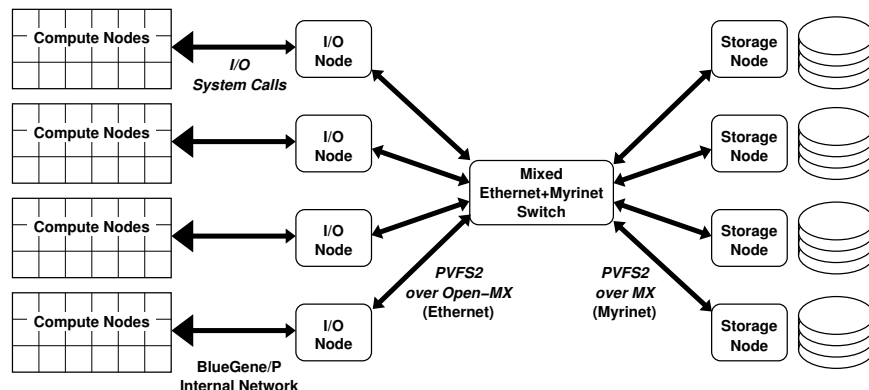 Compute Nodes
I/O
System Calls
I/O
Node
Storage
Node
Compute Nodes
I/O
Node
Storage
Node
Mixed
Ethernet+Myrinet
Switch
Compute Nodes
I/O
Node
Storage
Node
PVFS2
over Open−MX
(Ethernet)
PVFS2
over MX
(Myrinet)
Compute Nodes
I/O
Node
Storage
Node
BlueGene/P
Internal Network